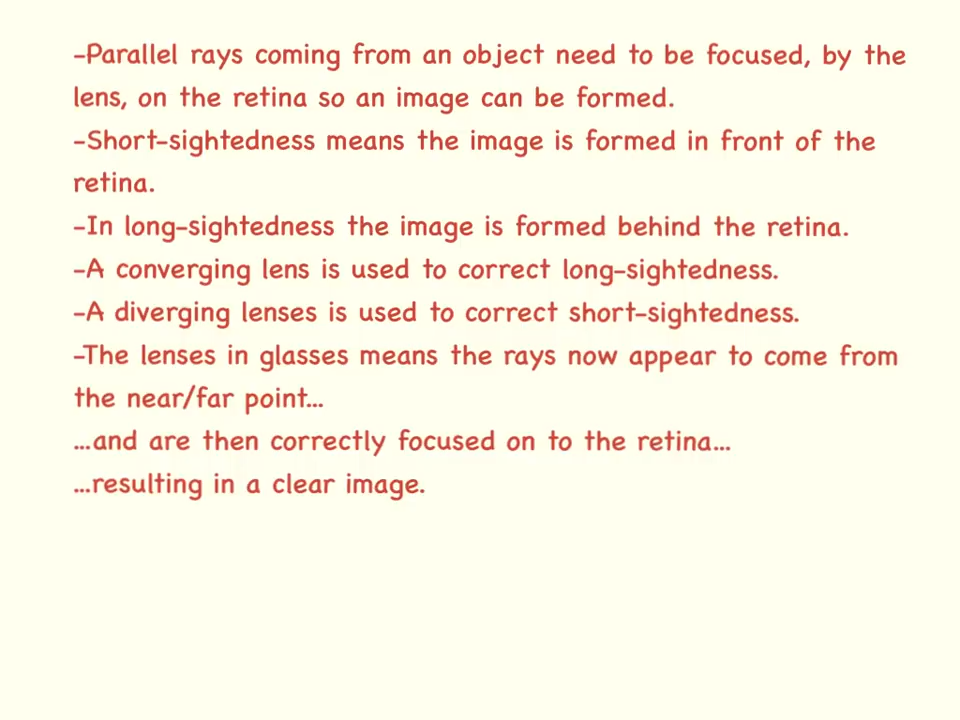 -Parallel rays coming from an object need to be focused, by the
lens, on the retina so an image can be formed.
-Short-sightedness means the image is formed in front of the
retina.
-In long-sightedness the image is formed behind the retina.
-A converging lens is used to correct long-sightedness.
-A diverging lenses is used to correct short-sightedness.
-The lenses in glasses means the rays now appear to come from
the near/far point...
...and are then correctly focused on to the retina...
...resulting in a clear image.